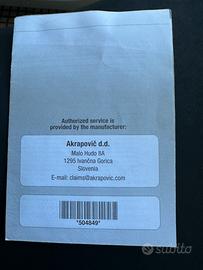 Authorized service is
provided by the manufacturer:
Akrapovič d.d.
Malo Hudo 8A
1295 Ivančna Gorica
Slovenia
E-mail: claims@akrapovic.com
*504849*
subito